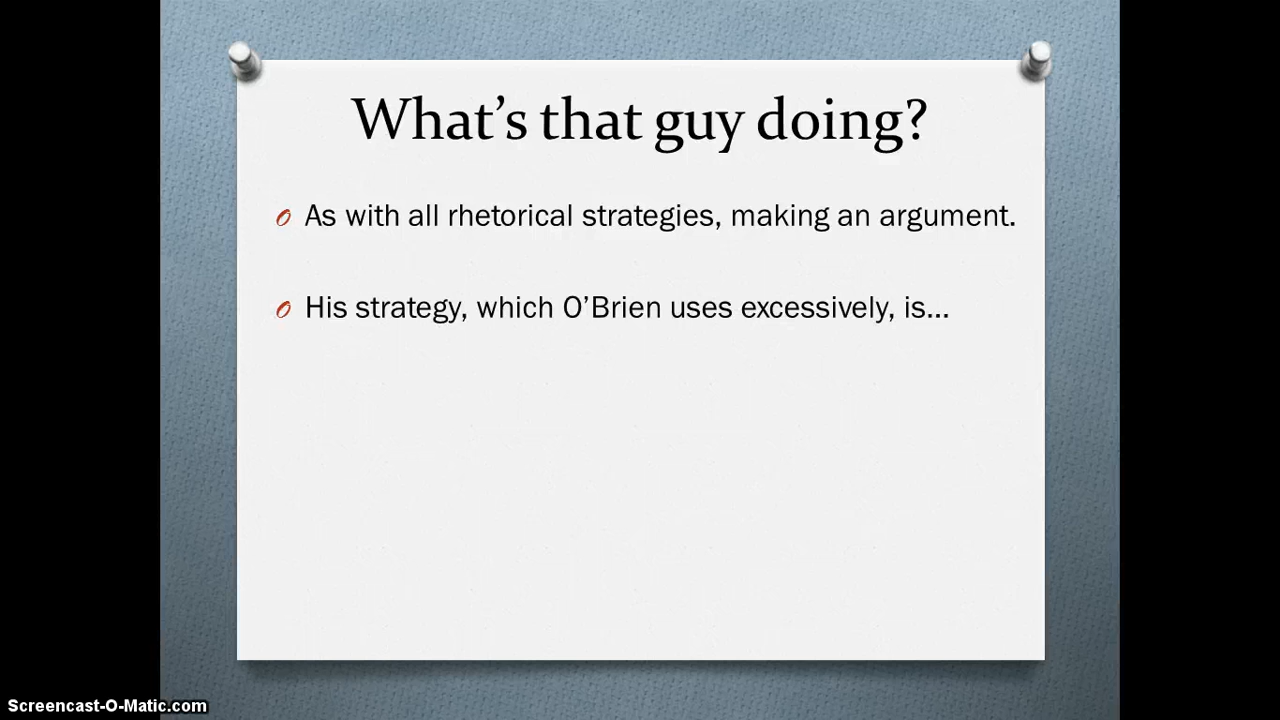 What’s that guy doing?
As with all rhetorical strategies, making an argument.
His strategy, which O’Brien uses excessively, is…
Screencast-O-Matic.com